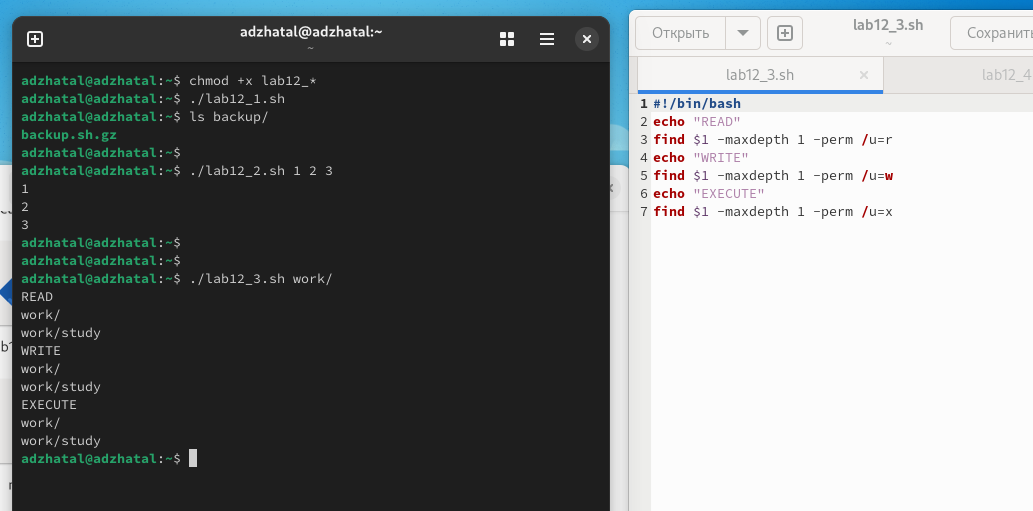 adzhatal@adzhatal:~
~
adzhatal@adzhatal:~$ chmod +x lab12_*
adzhatal@adzhatal:~$ ./lab12_1.sh
adzhatal@adzhatal:~$ ls backup/
backup.sh.gz
adzhatal@adzhatal:~$
adzhatal@adzhatal:~$ ./lab12_2.sh 1 2 3
1
2
3
adzhatal@adzhatal:~$
adzhatal@adzhatal:~$
adzhatal@adzhatal:~$ ./lab12_3.sh work/
READ
work/
work/study
WRITE
work/
work/study
EXECUTE
work/
work/study
adzhatal@adzhatal:~$
Открыть
lab12_3.sh
~
Сохранить
lab12_3.sh
lab12_4
1 #!/bin/bash
2 echo "READ"
3 find $1 -maxdepth 1 -perm /u=r
4 echo "WRITE"
5 find $1 -maxdepth 1 -perm /u=w
6 echo "EXECUTE"
7 find $1 -maxdepth 1 -perm /u=x